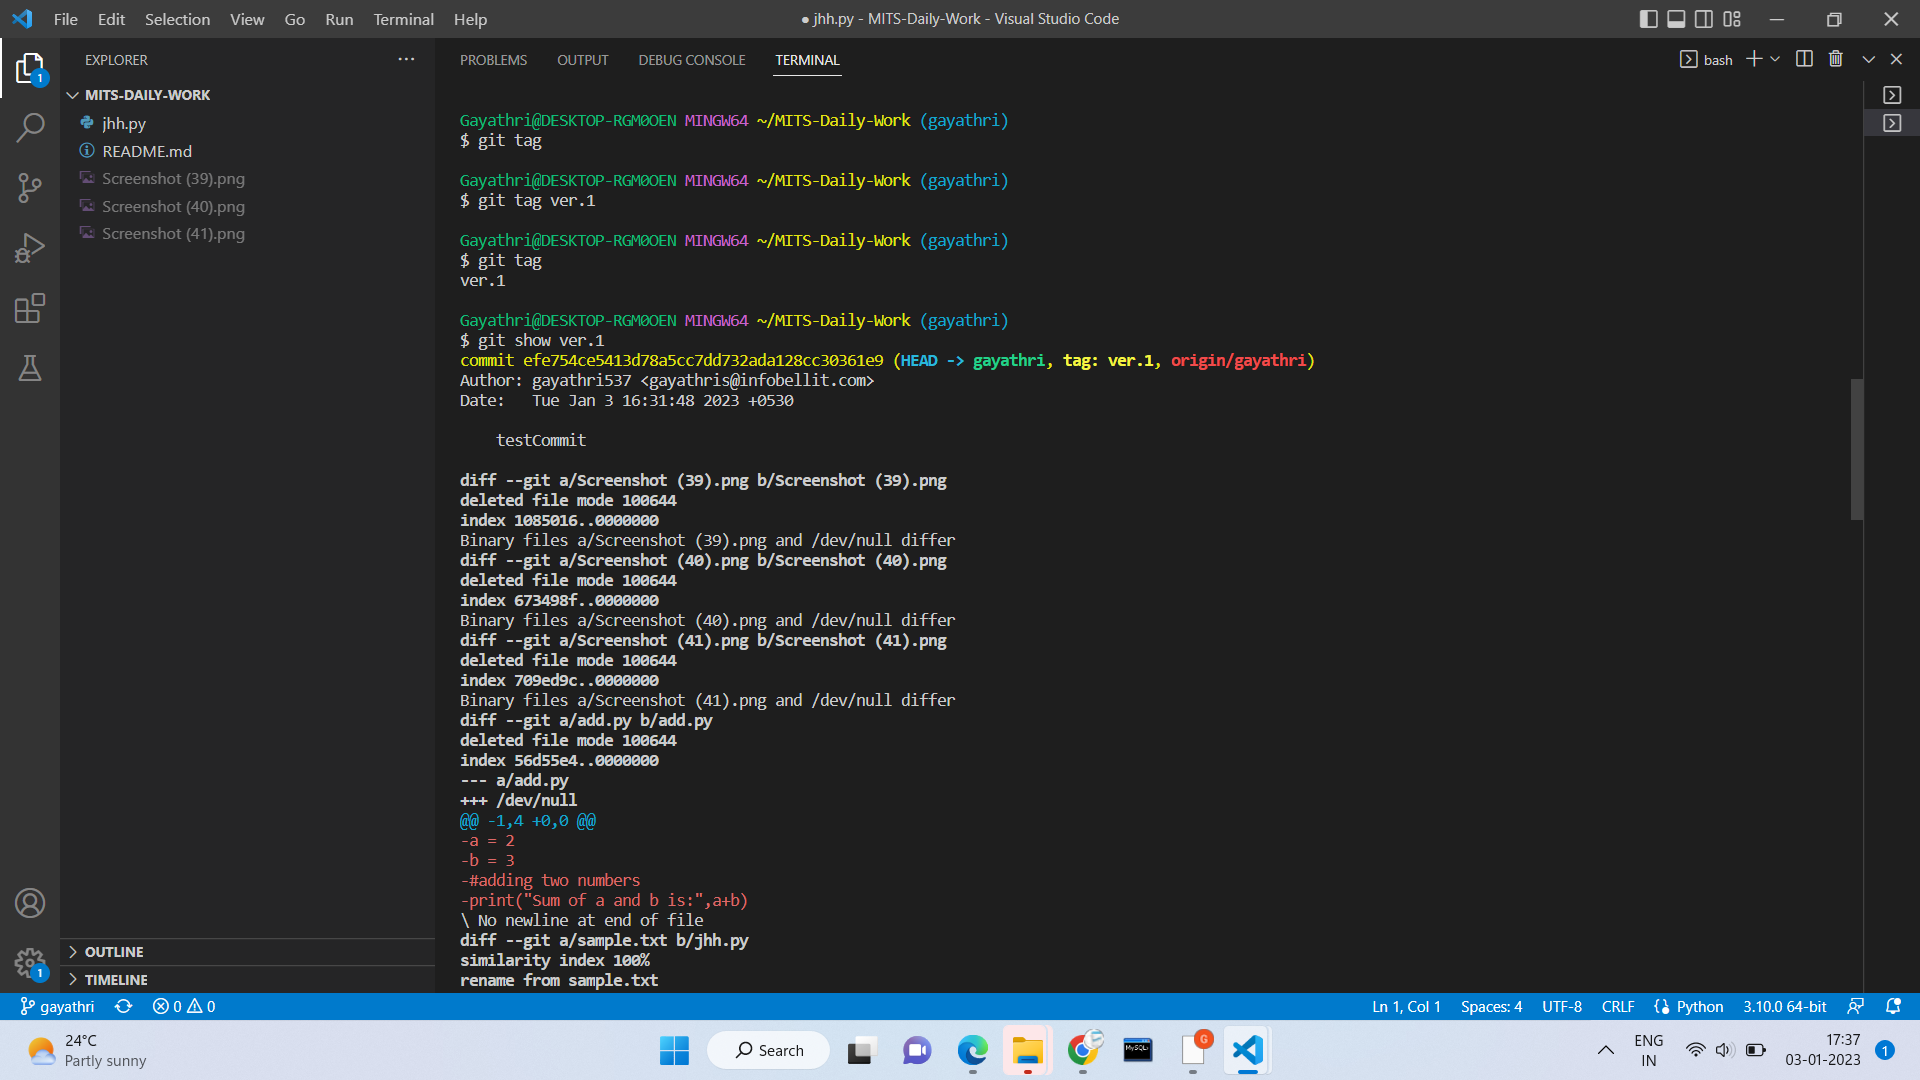 File Edit Selection View Go Run Terminal Help
● jhh.py - MITS-Daily-Work - Visual Studio Code
EXPLORER
PROBLEMS OUTPUT DEBUG CONSOLE TERMINAL
bash
MITS-DAILY-WORK
jhh.py
README.md
Screenshot (39).png
Screenshot (40).png
Screenshot (41).png
Gayathri@DESKTOP-RGM0OEN MINGW64 ~/MITS-Daily-Work (gayathri)
$ git tag
Gayathri@DESKTOP-RGM0OEN MINGW64 ~/MITS-Daily-Work (gayathri)
$ git tag ver.1
Gayathri@DESKTOP-RGM0OEN MINGW64 ~/MITS-Daily-Work (gayathri)
$ git tag
ver.1
Gayathri@DESKTOP-RGM0OEN MINGW64 ~/MITS-Daily-Work (gayathri)
$ git show ver.1
commit efe754ce5413d78a5cc7dd732ada128cc30361e9 (HEAD -> gayathri, tag: ver.1, origin/gayathri)
Author: gayathri537 <gayathris@infobellit.com>
Date:   Tue Jan 3 16:31:48 2023 +0530
testCommit
diff --git a/Screenshot (39).png b/Screenshot (39).png
deleted file mode 100644
index 1085016..0000000
Binary files a/Screenshot (39).png and /dev/null differ
diff --git a/Screenshot (40).png b/Screenshot (40).png
deleted file mode 100644
index 673498f..0000000
Binary files a/Screenshot (40).png and /dev/null differ
diff --git a/Screenshot (41).png b/Screenshot (41).png
deleted file mode 100644
index 709ed9c..0000000
Binary files a/Screenshot (41).png and /dev/null differ
diff --git a/add.py b/add.py
deleted file mode 100644
index 56d55e4..0000000
--- a/add.py
+++ /dev/null
@@ -1,4 +0,0 @@
-a = 2
-b = 3
-#adding two numbers
-print("Sum of a and b is:",a+b)
\ No newline at end of file
diff --git a/sample.txt b/jhh.py
similarity index 100%
rename from sample.txt
OUTLINE
TIMELINE
1
1
gayathri 0 0
Ln 1, Col 1 Spaces: 4 UTF-8 CRLF Python 3.10.0 64-bit
24°C
Partly sunny
Search
MySQL
G
ENG
IN
17:37
03-01-2023
1